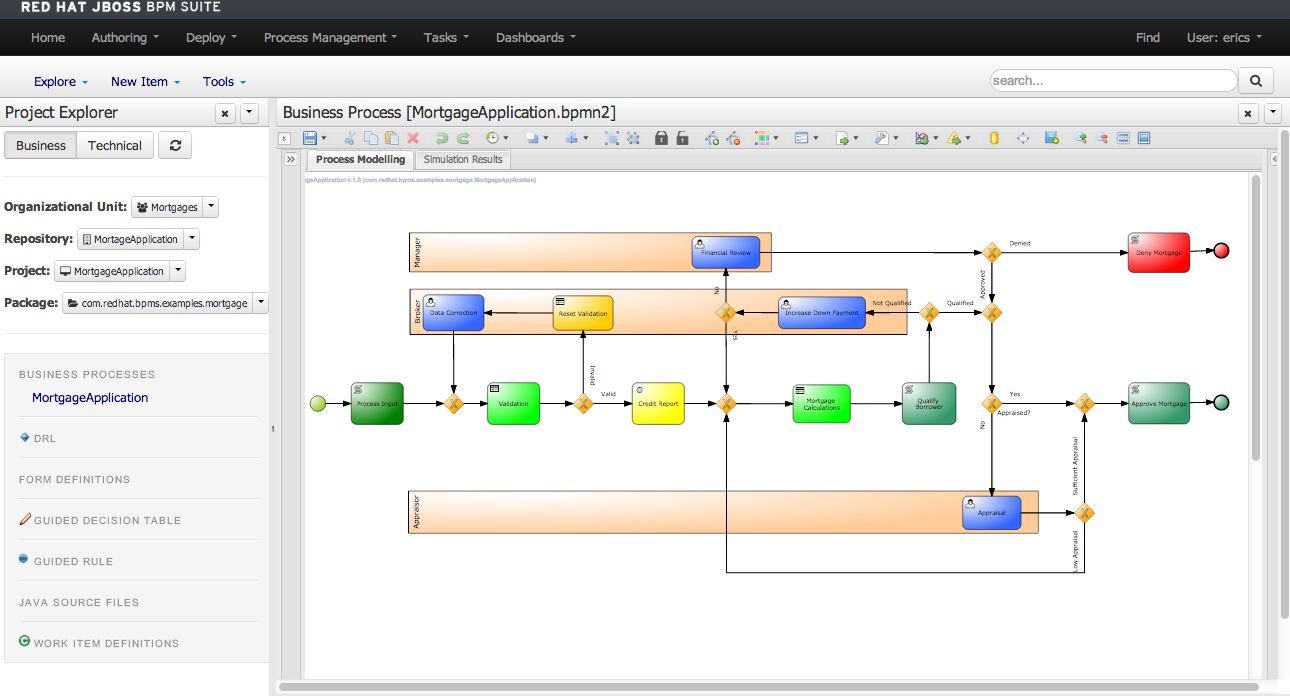 RED HAT JBOSS BPM SUITE
Home Authoring Deploy Process Management Tasks Dashboards Find User: erics
Explore New Item Tools search...
Project Explorer
Business Technical
Organizational Unit: Mortgages
Repository: MortageApplication
Project: MortgageApplication
Package: com.redhat.bpms.examples.mortgage
BUSINESS PROCESSES
MortgageApplication
DRL
FORM DEFINITIONS
GUIDED DECISION TABLE
GUIDED RULE
JAVA SOURCE FILES
WORK ITEM DEFINITIONS
Business Process [MortgageApplication.bpmn2]
Process Modelling Simulation Results
geApplication v.1.0 (com.redhat.bpms.examples.mortgage.MortgageApplication)
Manager
Financial Review
Denied
Deny Mortgage
No
Approved
Broker
Data Correction
Reset Validation
Increase Down Payment
Not Qualified
Qualified
Yes
Invalid
Process Input
Validation
Valid
Credit Report
Mortgage
Calculations
Qualify
Borrower
Yes
Appraised?
Approve Mortgage
No
Sufficient Appraisal
Appraisor
Appraisal
Low Appraisal